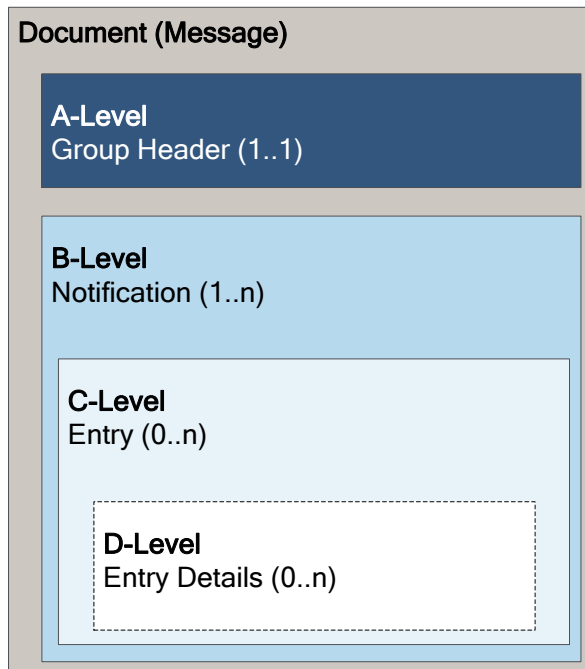 Document (Message)
A-Level
Group Header (1..1)
B-Level
Notification (1..n)
C-Level
Entry (0..n)
D-Level
Entry Details (0..n)